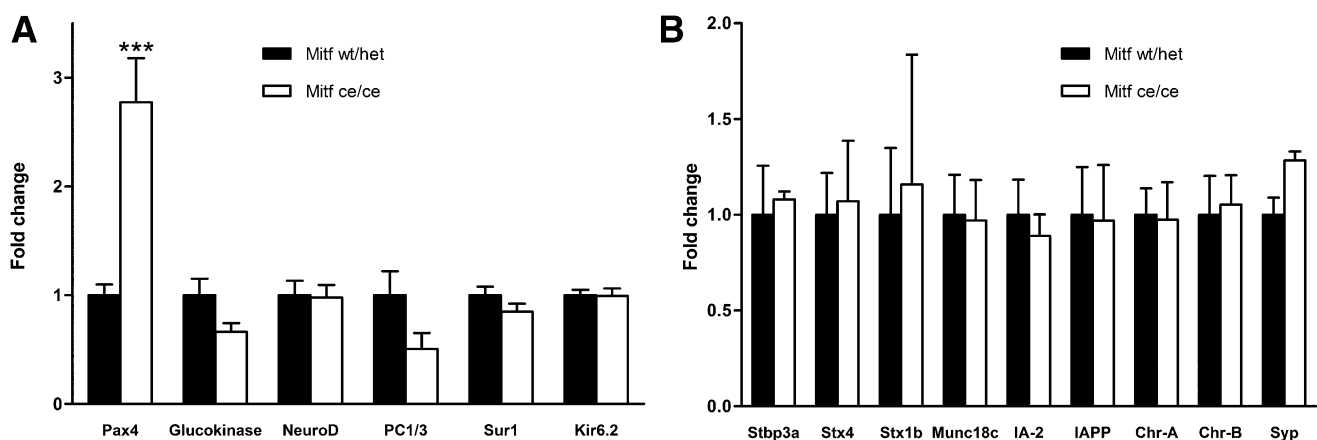 A
***
Mitf wt/het
Mitf ce/ce
Fold change
3
2
1
0
Pax4 Glucokinase NeuroD PC1/3 Sur1 Kir6.2
B
Mitf wt/het
Mitf ce/ce
Fold change
2.0
1.5
1.0
0.5
0.0
Stbp3a Stx4 Stx1b Munc18c IA-2 IAPP Chr-A Chr-B Syp